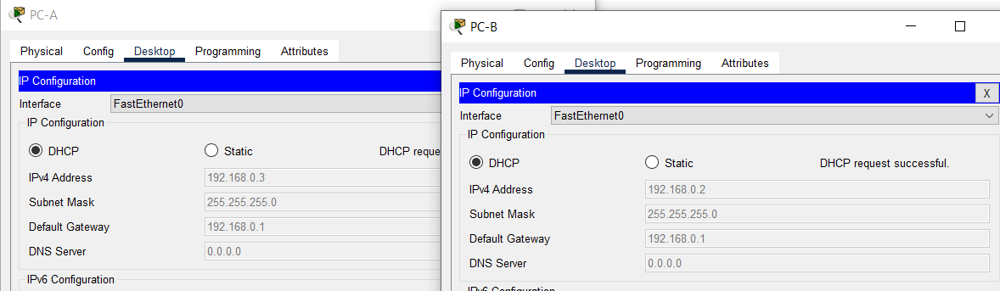 PC-A
Physical Config Desktop Programming Attributes
IP Configuration
Interface FastEthernet0
IP Configuration
DHCP Static DHCP reque
IPv4 Address 192.168.0.3
Subnet Mask 255.255.255.0
Default Gateway 192.168.0.1
DNS Server 0.0.0.0
IPv6 Configuration
PC-B
Physical Config Desktop Programming Attributes
IP Configuration X
Interface FastEthernet0
IP Configuration
DHCP Static DHCP request successful.
IPv4 Address 192.168.0.2
Subnet Mask 255.255.255.0
Default Gateway 192.168.0.1
DNS Server 0.0.0.0
IPv6 Configuration